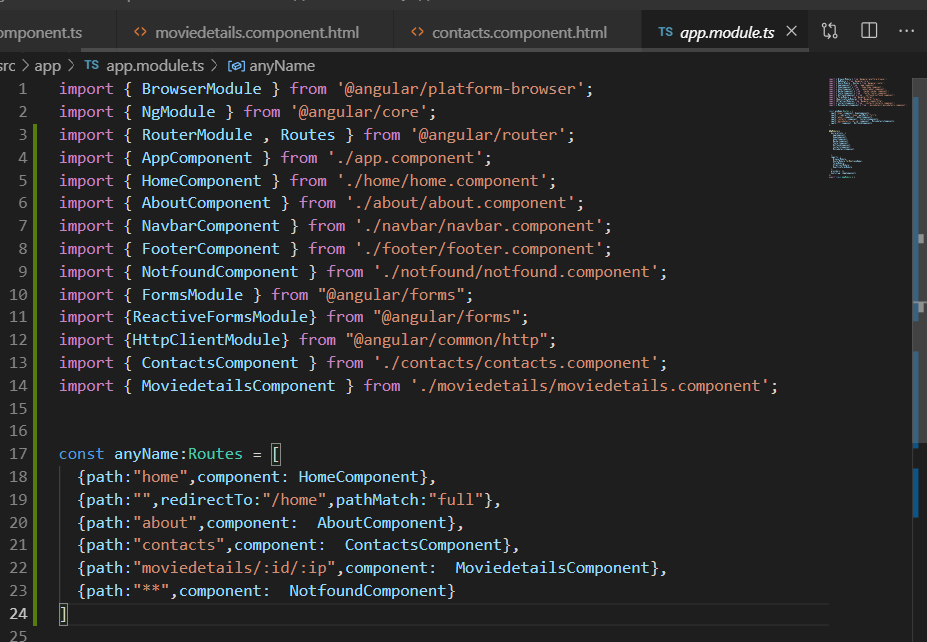 omponent.ts <> moviedetails.component.html <> contacts.component.html TS app.module.ts × ...
src > app > TS app.module.ts > anyName
1 import { BrowserModule } from '@angular/platform-browser';
2 import { NgModule } from '@angular/core';
3 import { RouterModule , Routes } from '@angular/router';
4 import { AppComponent } from './app.component';
5 import { HomeComponent } from './home/home.component';
6 import { AboutComponent } from './about/about.component';
7 import { NavbarComponent } from './navbar/navbar.component';
8 import { FooterComponent } from './footer/footer.component';
9 import { NotfoundComponent } from './notfound/notfound.component';
10 import { FormsModule } from "@angular/forms";
11 import {ReactiveFormsModule} from "@angular/forms";
12 import {HttpClientModule} from "@angular/common/http";
13 import { ContactsComponent } from './contacts/contacts.component';
14 import { MoviedetailsComponent } from './moviedetails/moviedetails.component';
15
16
17 const anyName:Routes = [
18 {path:"home",component: HomeComponent},
19 {path:"",redirectTo:"/home",pathMatch:"full"},
20 {path:"about",component:  AboutComponent},
21 {path:"contacts",component:  ContactsComponent},
22 {path:"moviedetails/:id/:ip",component:  MoviedetailsComponent},
23 {path:"**",component:  NotfoundComponent}
24 ]
25